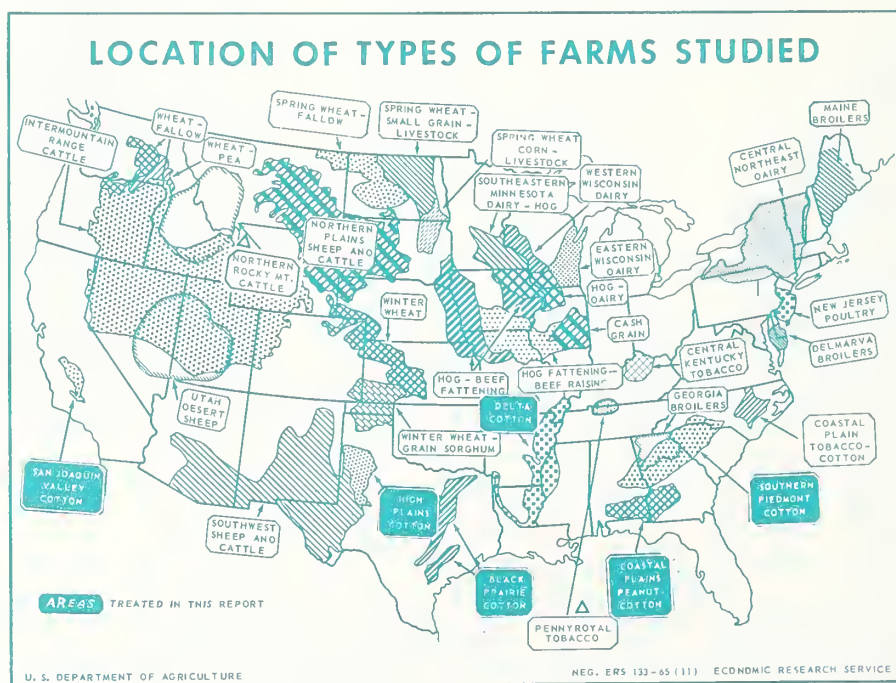 LOCATION OF TYPES OF FARMS STUDIED
INTERMOUNTAIN
RANGE
CATTLE
WHEAT-
FALLOW
WHEAT-
PEA
SPRING WHEAT-
FALLOW
SPRING WHEAT-
SMALL GRAIN-
LIVESTOCK
SPRING WHEAT
CORN-
LIVESTOCK
SOUTHEASTERN
MINNESOTA
DAIRY-HOG
WESTERN
WISCONSIN
DAIRY
CENTRAL
NORTHEAST
DAIRY
MAINE
BROILERS
NORTHERN
PLAINS
SHEEP AND
CATTLE
NORTHERN
ROCKY MT.
CATTLE
EASTERN
WISCONSIN
DAIRY
HOG
DAIRY
WINTER
WHEAT
CASH
GRAIN
NEW JERSEY
POULTRY
DELMARVA
BROILERS
CENTRAL
KENTUCKY
TOBACCO
HOG-BEEF
FATTENING
HOG FATTENING-
BEEF RAISING
UTAH
DESERT
SHEEP
DELTA
COTTON
GEORGIA
BROILERS
WINTER WHEAT-
GRAIN SORGHUM
COASTAL
PLAIN
TOBACCO-
COTTON
SAN JOAQUIN
VALLEY
COTTON
SOUTHWEST
SHEEP AND
CATTLE
HIGH
PLAINS
COTTON
SOUTHERN
PIEDMONT
COTTON
BLACK
PRAIRIE
COTTON
COASTAL
PLAINS
PEANUT-
COTTON
PENNYROYAL
TOBACCO
AREAS TREATED IN THIS REPORT
U. S. DEPARTMENT OF AGRICULTURE
NEG. ERS 133-65 (11) ECONOMIC RESEARCH SERVICE